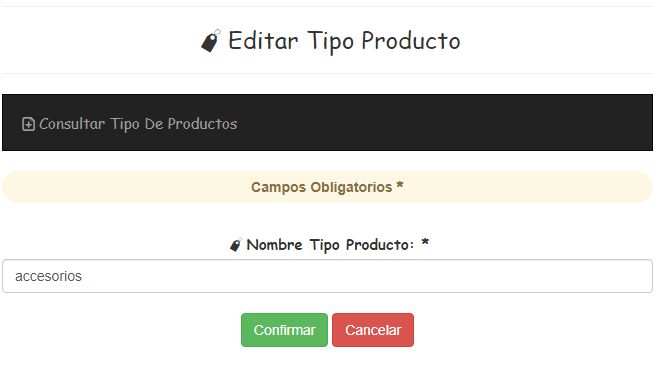 Editar Tipo Producto
Consultar Tipo De Productos
Campos Obligatorios *
Nombre Tipo Producto: *
accesorios
Confirmar Cancelar